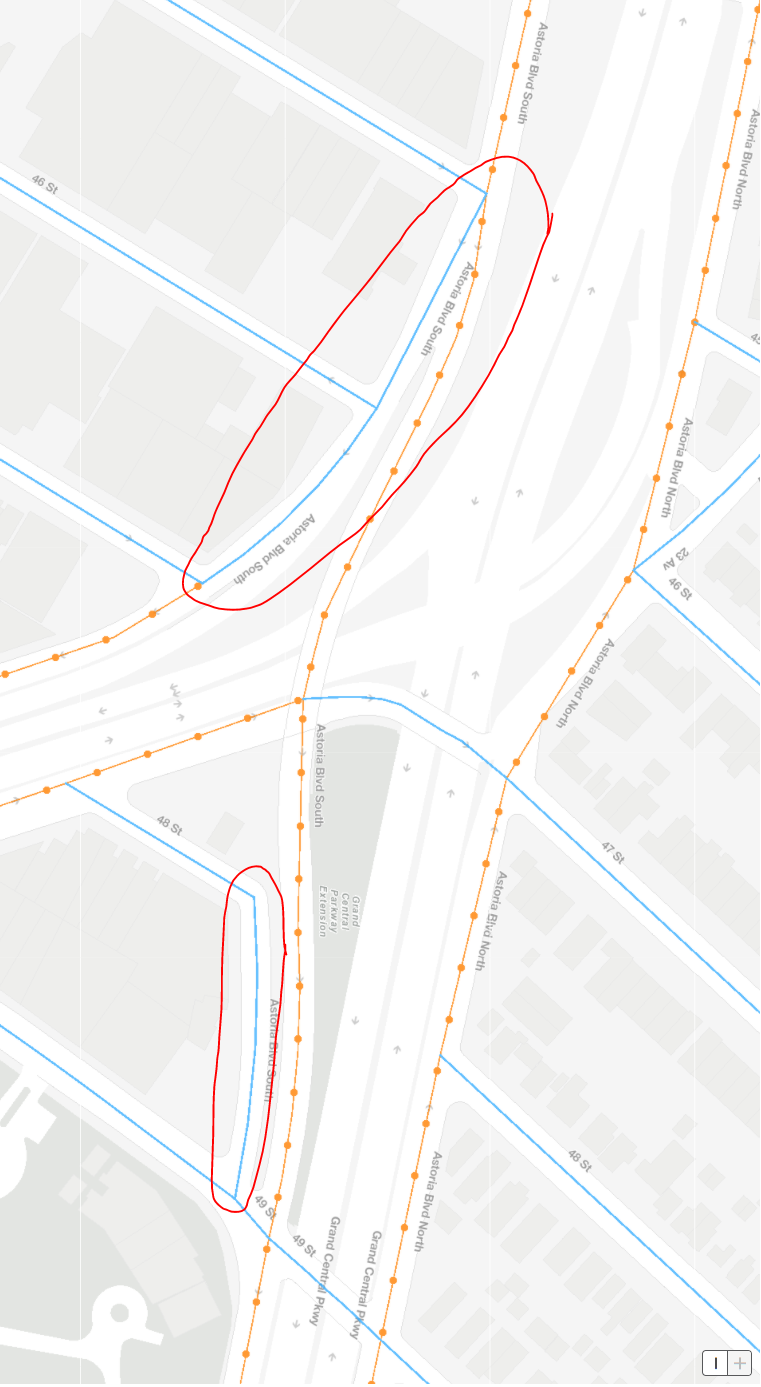 Astoria Blvd South
Astoria Blvd North
46 St
Astoria Blvd South
Astoria Blvd North
Astoria Blvd South
23 Av
46 St
Astoria Blvd North
Astoria Blvd South
48 St
47 St
Astoria Blvd North
Grand
Central
Parkway
Extension
Astoria Blvd South
48 St
Astoria Blvd North
49 St
49 St
Grand Central Pkwy
Grand Central Pkwy